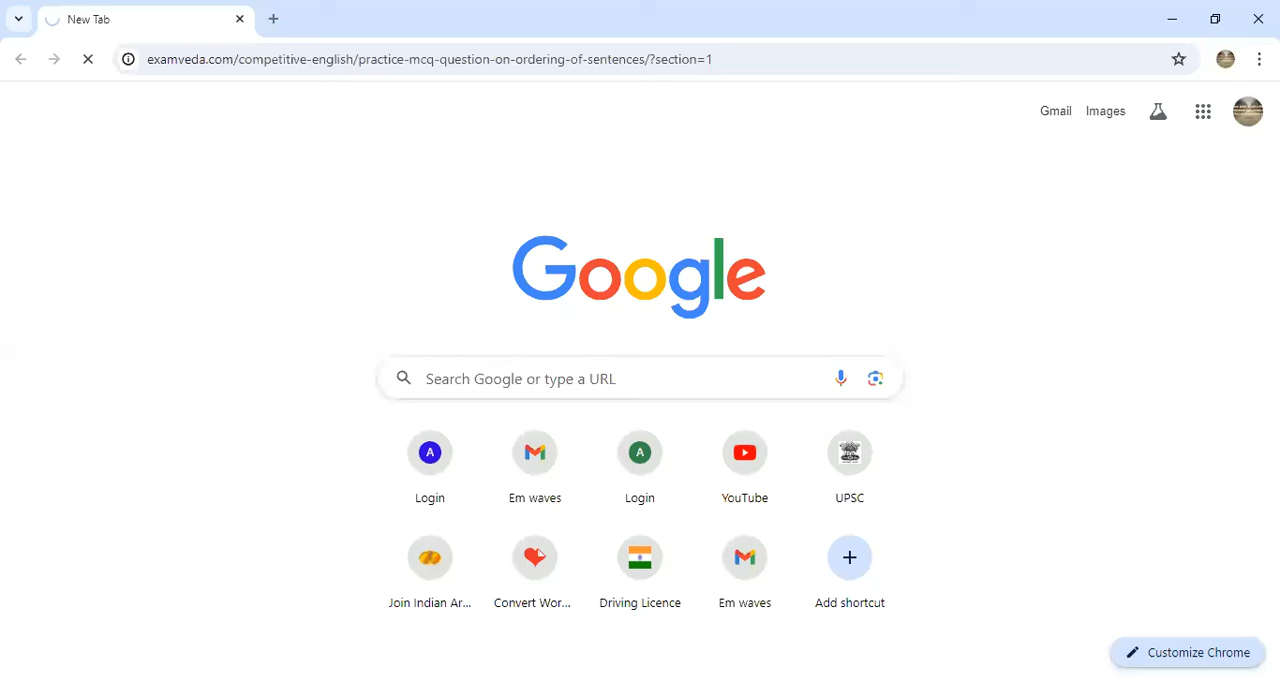 New Tab
examveda.com/competitive-english/practice-mcq-question-on-ordering-of-sentences/?section=1
Gmail Images
Google
Search Google or type a URL
A A
Login Em waves Login YouTube UPSC
Join Indian Ar... Convert Wor... Driving Licence Em waves Add shortcut
Customize Chrome